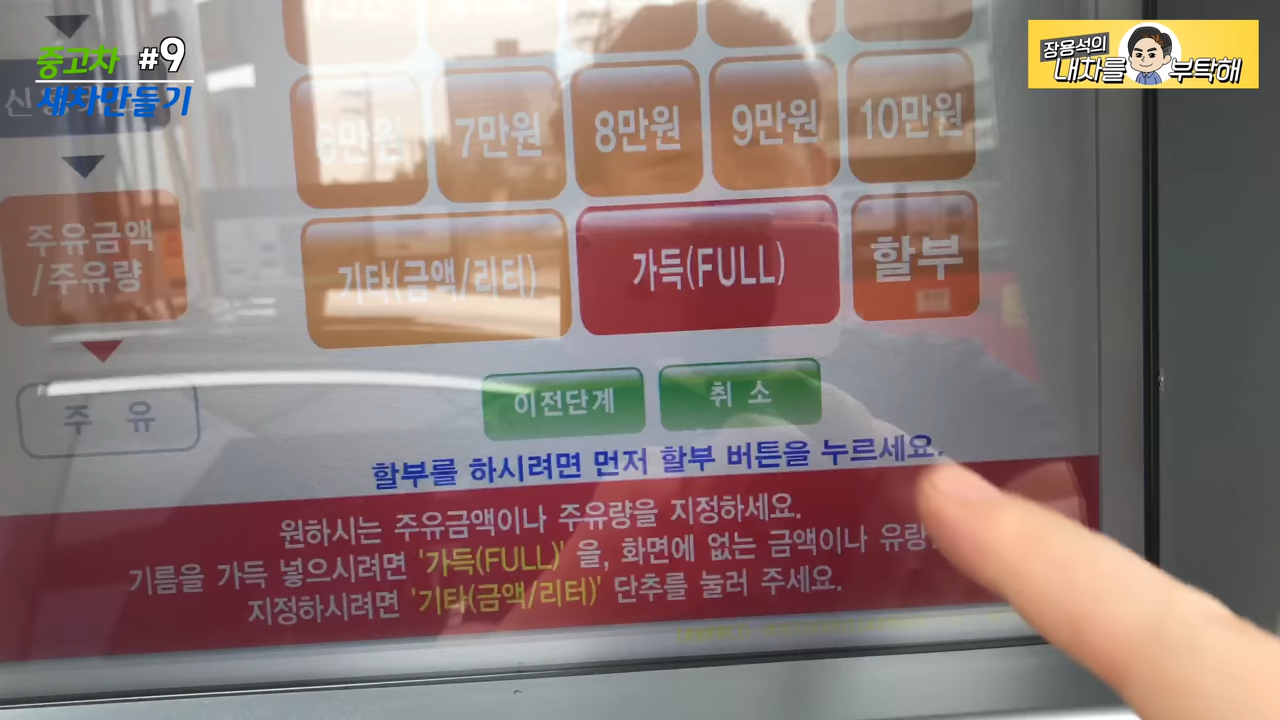 중고차 #9
새차만들기
장용석의
내차를 부탁해
신
6만원 7만원 8만원 9만원 10만원
주유금액
/주유량
기타(금액/리터) 가득(FULL) 할부
주 유
이전단계 취 소
할부를 하시려면 먼저 할부 버튼을 누르세요.
원하시는 주유금액이나 주유량을 지정하세요.
기름을 가득 넣으시려면 '가득(FULL)' 을, 화면에 없는 금액이나 유량
지정하시려면 '기타(금액/리터)' 단추를 눌러 주세요.